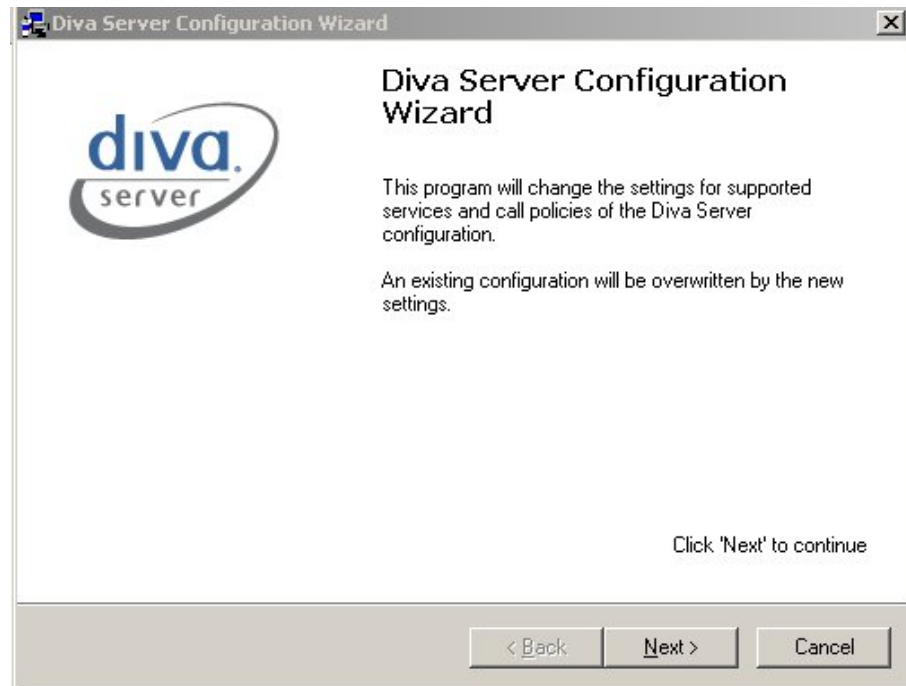 Diva Server Configuration Wizard
Diva Server Configuration
Wizard
diva.
server
This program will change the settings for supported
services and call policies of the Diva Server
configuration.
An existing configuration will be overwritten by the new
settings.
Click 'Next' to continue
< Back
Next >
Cancel